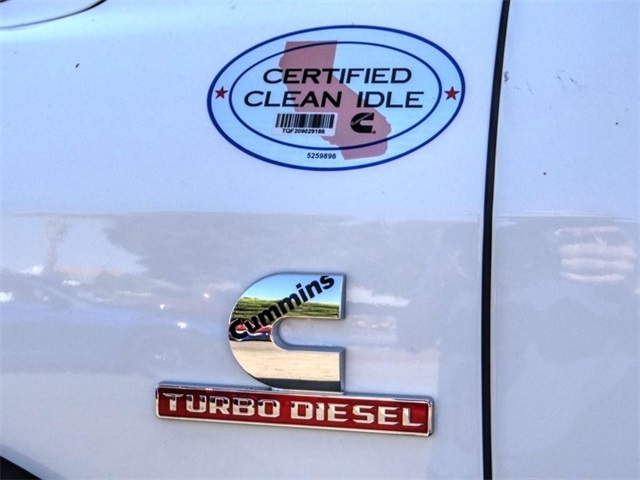 CERTIFIED
CLEAN IDLE
TQF209029186
5259896
Cummins
TURBO DIESEL